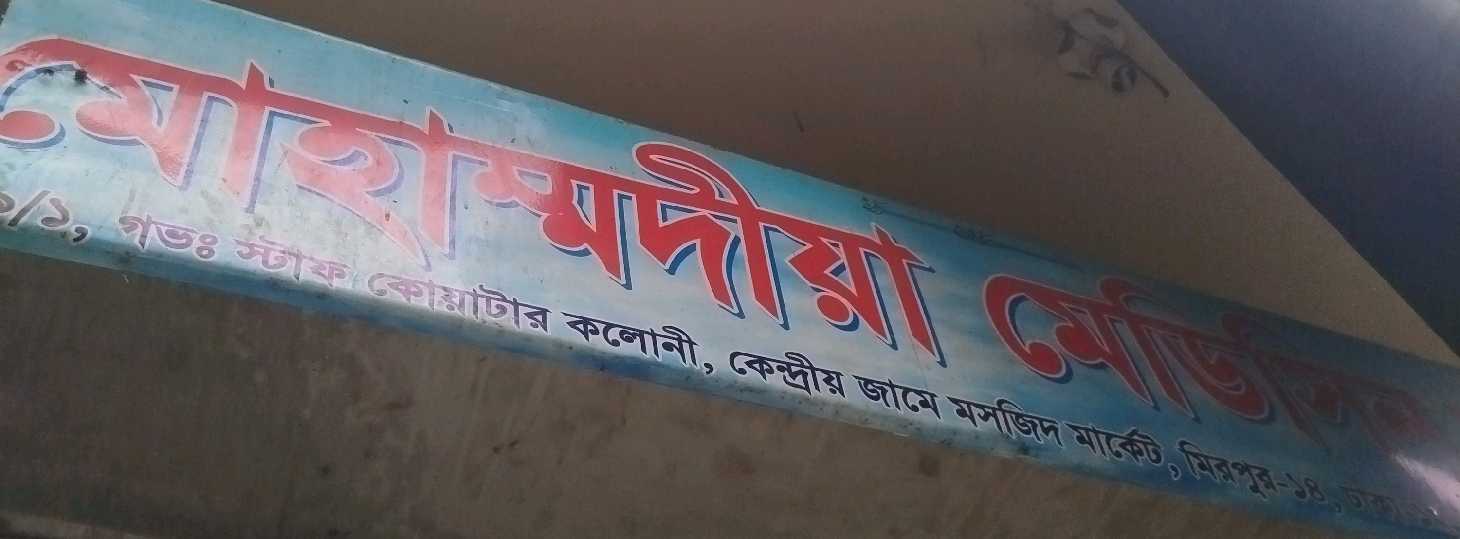 মোহাম্মদীয়া মেডিসিন
গভঃ স্টাফ কোয়াটার কলোনী, কেন্দ্রীয় জামে মসজিদ মার্কেট, মিরপুর-১৪, ঢাকা